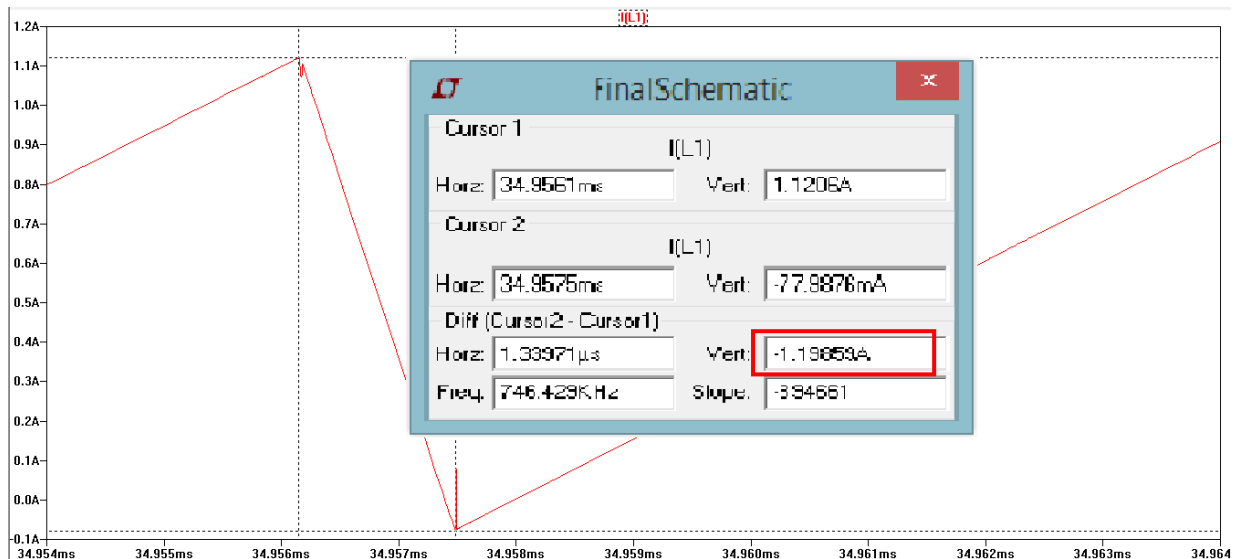 I(L1)
1.2A
1.1A
1.0A
0.9A
0.8A
0.7A
0.6A
0.5A
0.4A
0.3A
0.2A
0.1A
0.0A
-0.1A
FinalSchematic
Cursor 1
I(L1)
Horz: 34.9561ms Vert: 1.1206A
Cursor 2
I(L1)
Horz: 34.9575ms Vert: -77.9876mA
Diff (Cursor2 - Cursor1)
Horz: 1.33971µs Vert: -1.19859A
Freq: 746.429KHz Slope: -894661
34.954ms 34.955ms 34.956ms 34.957ms 34.958ms 34.959ms 34.960ms 34.961ms 34.962ms 34.963ms 34.964